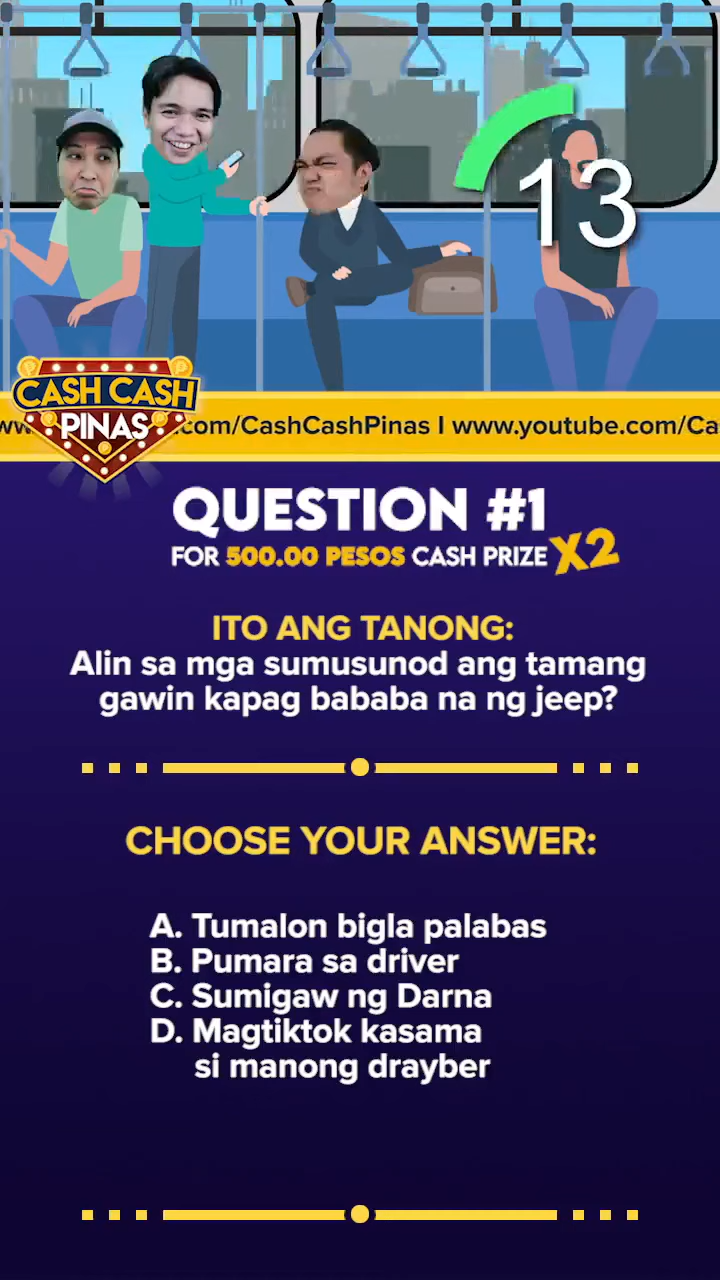 13
CASH CASH
PINAS
.com/CashCashPinas I www.youtube.com/Ca
QUESTION #1
FOR 500.00 PESOS CASH PRIZE X2
ITO ANG TANONG:
Alin sa mga sumusunod ang tamang
gawin kapag bababa na ng jeep?
CHOOSE YOUR ANSWER:
A. Tumalon bigla palabas
B. Pumara sa driver
C. Sumigaw ng Darna
D. Magtiktok kasama
si manong drayber